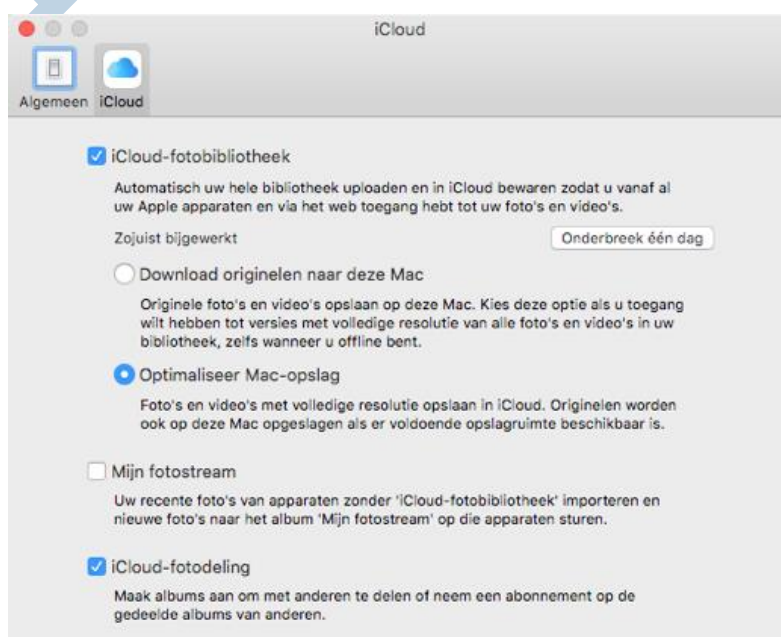 iCloud
Algemeen iCloud
iCloud-fotobibliotheek
Automatisch uw hele bibliotheek uploaden en in iCloud bewaren zodat u vanaf al
uw Apple apparaten en via het web toegang hebt tot uw foto's en video's.
Zojuist bijgewerkt Onderbreek één dag
Download originelen naar deze Mac
Originele foto's en video's opslaan op deze Mac. Kies deze optie als u toegang
wilt hebben tot versies met volledige resolutie van alle foto's en video's in uw
bibliotheek, zelfs wanneer u offline bent.
Optimaliseer Mac-opslag
Foto's en video's met volledige resolutie opslaan in iCloud. Originelen worden
ook op deze Mac opgeslagen als er voldoende opslagruimte beschikbaar is.
Mijn fotostream
Uw recente foto's van apparaten zonder 'iCloud-fotobibliotheek' importeren en
nieuwe foto's naar het album 'Mijn fotostream' op die apparaten sturen.
iCloud-fotodeling
Maak albums aan om met anderen te delen of neem een abonnement op de
gedeelde albums van anderen.